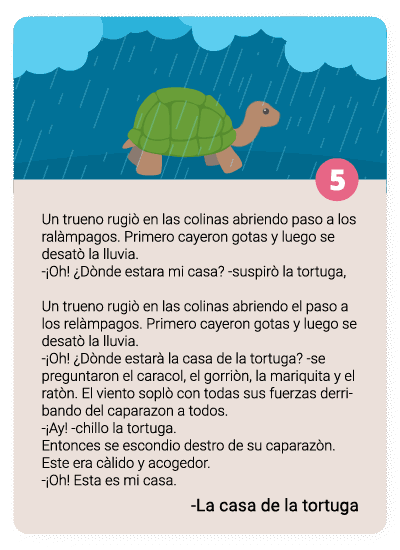 5
Un trueno rugiò en las colinas abriendo paso a los
ralàmpagos. Primero cayeron gotas y luego se
desatò la lluvia.
-¡Oh! ¿Dònde estara mi casa? -suspirò la tortuga,
Un trueno rugiò en las colinas abriendo el paso a
los relàmpagos. Primero cayeron gotas y luego se
desatò la lluvia.
-¡Oh! ¿Dònde estarà la casa de la tortuga? -se
preguntaron el caracol, el gorriòn, la mariquita y el
ratòn. El viento soplò con todas sus fuerzas derri-
bando del caparazon a todos.
-¡Ay! -chillo la tortuga.
Entonces se escondio destro de su caparazòn.
Este era càlido y acogedor.
-¡Oh! Esta es mi casa.
-La casa de la tortuga